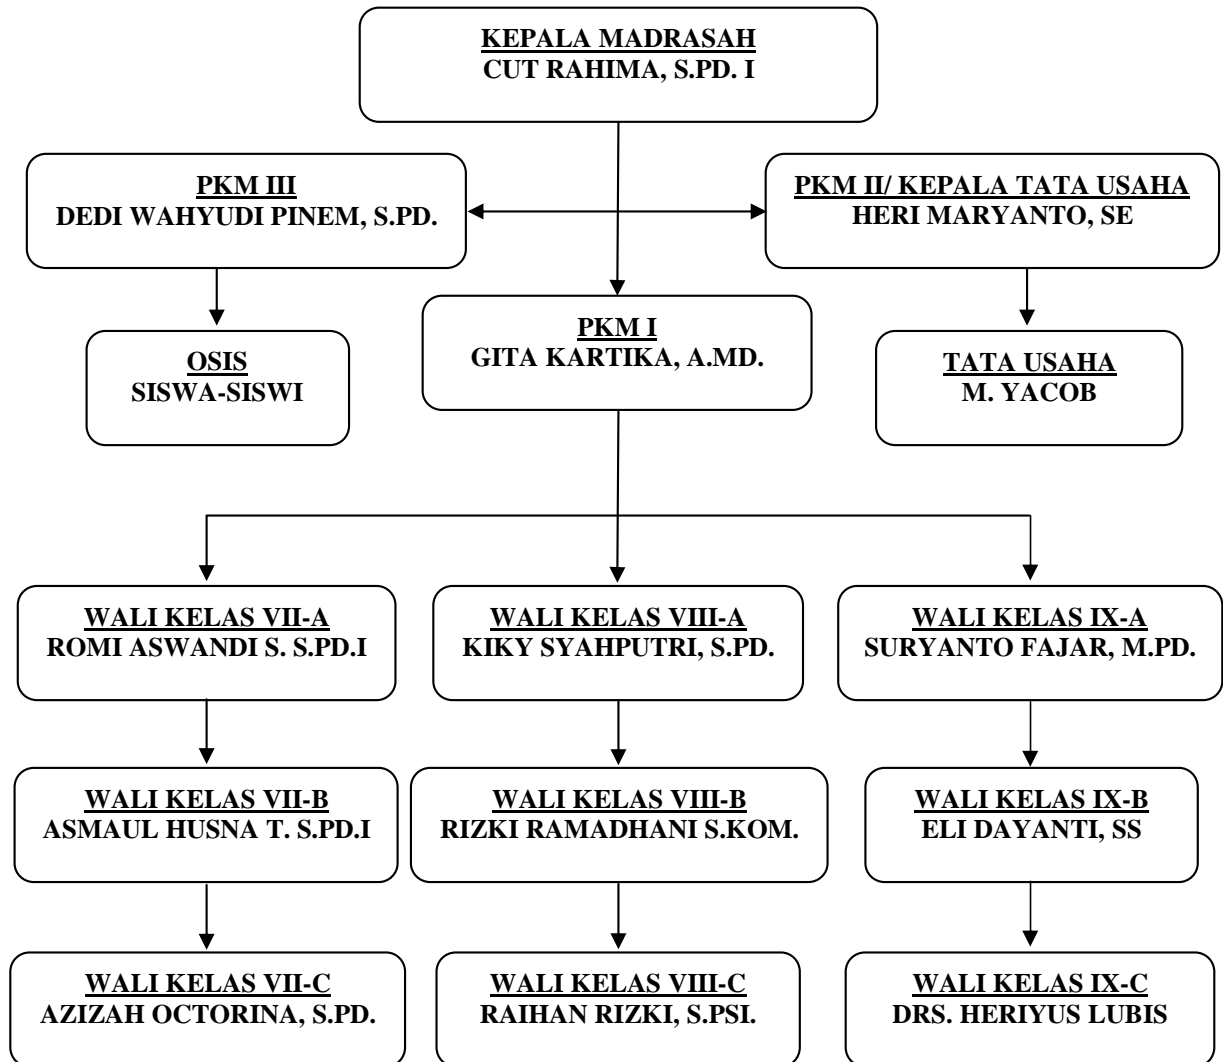 KEPALA MADRASAH
CUT RAHIMA, S.PD. I
PKM III
DEDI WAHYUDI PINEM, S.PD.
PKM II/ KEPALA TATA USAHA
HERI MARYANTO, SE
PKM I
GITA KARTIKA, A.MD.
OSIS
SISWA-SISWI
TATA USAHA
M. YACOB
WALI KELAS VII-A
ROMI ASWANDI S. S.PD.I
WALI KELAS VIII-A
KIKY SYAHPUTRI, S.PD.
WALI KELAS IX-A
SURYANTO FAJAR, M.PD.
WALI KELAS VII-B
ASMAUL HUSNA T. S.PD.I
WALI KELAS VIII-B
RIZKI RAMADHANI S.KOM.
WALI KELAS IX-B
ELI DAYANTI, SS
WALI KELAS VII-C
AZIZAH OCTORINA, S.PD.
WALI KELAS VIII-C
RAIHAN RIZKI, S.PSI.
WALI KELAS IX-C
DRS. HERIYUS LUBIS